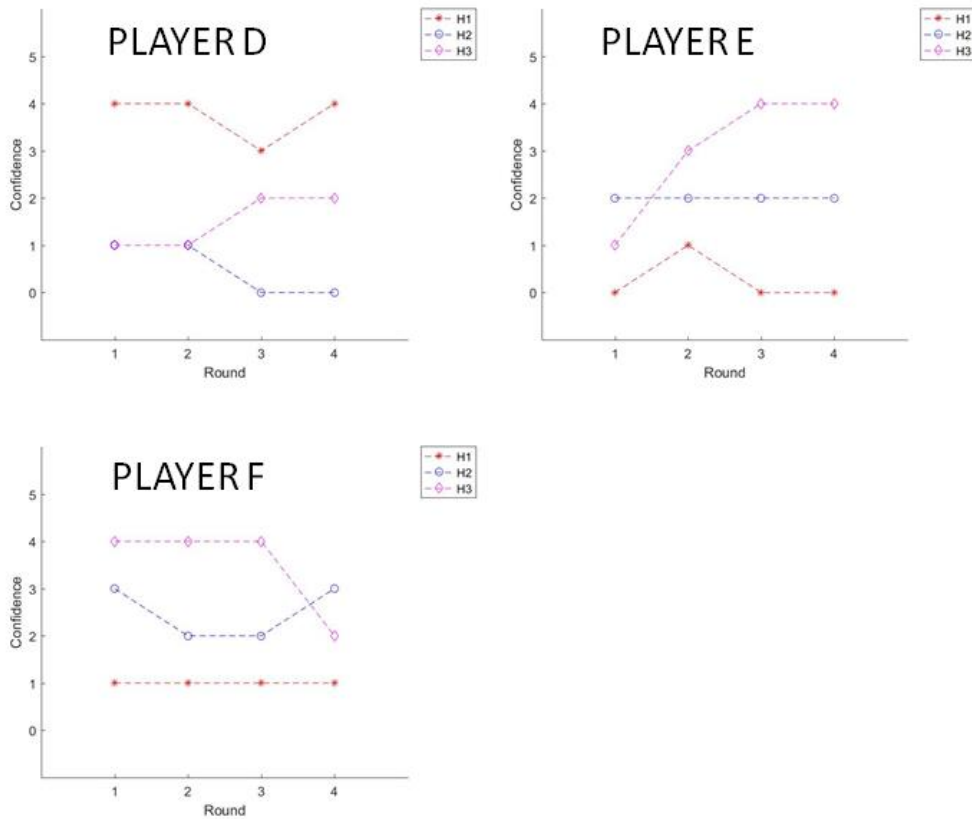 PLAYER D
H1
H2
H3
5
4
3
2
1
0
Confidence
1 2 3 4
Round
PLAYER E
H1
H2
H3
5
4
3
2
1
0
Confidence
1 2 3 4
Round
PLAYER F
H1
H2
H3
5
4
3
2
1
0
Confidence
1 2 3 4
Round